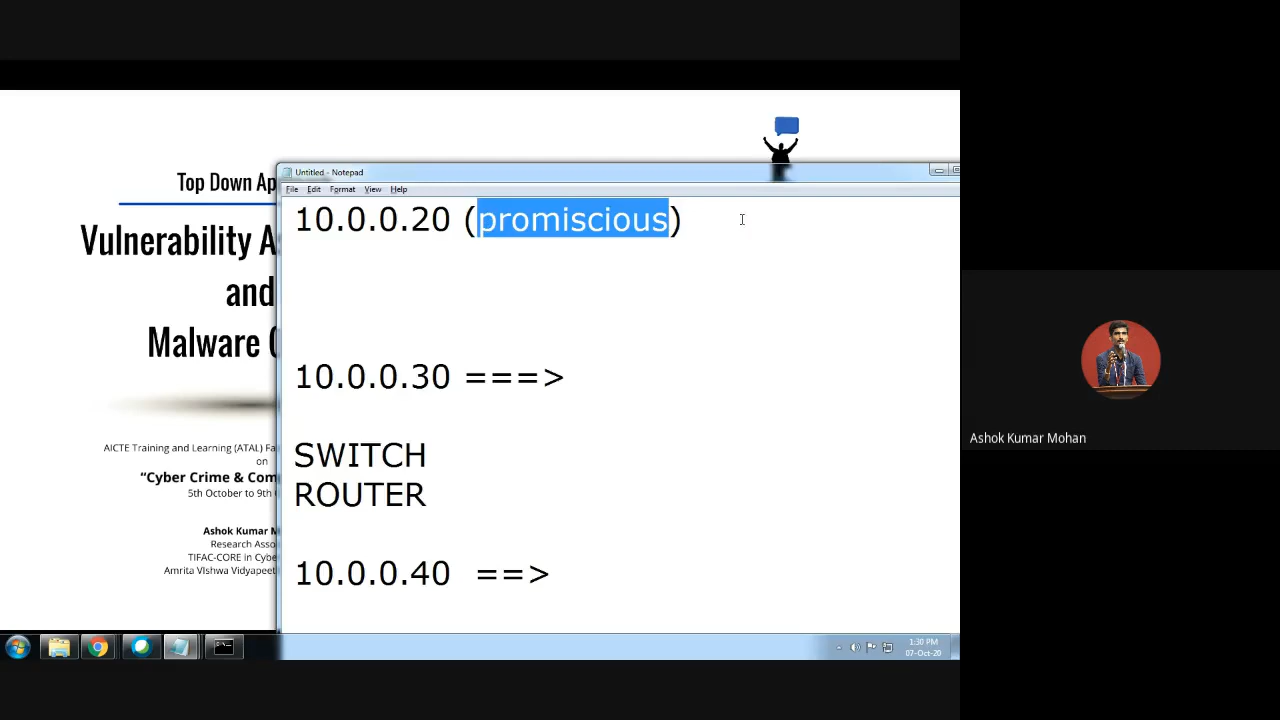 Top Down Ap
Vulnerability A
and
Malware
AICTE Training and Learning (ATAL) Fa
on
“Cyber Crime & Com
5th October to 9th
Ashok Kumar M
Research Asso
TIFAC-CORE in Cybe
Amrita VIshwa Vidyapeet
Untitled - Notepad
File Edit Format View Help
10.0.0.20 (promiscious)
10.0.0.30 ===>
SWITCH
ROUTER
10.0.0.40 ==>
1:30 PM
07-Oct-20
Ashok Kumar Mohan